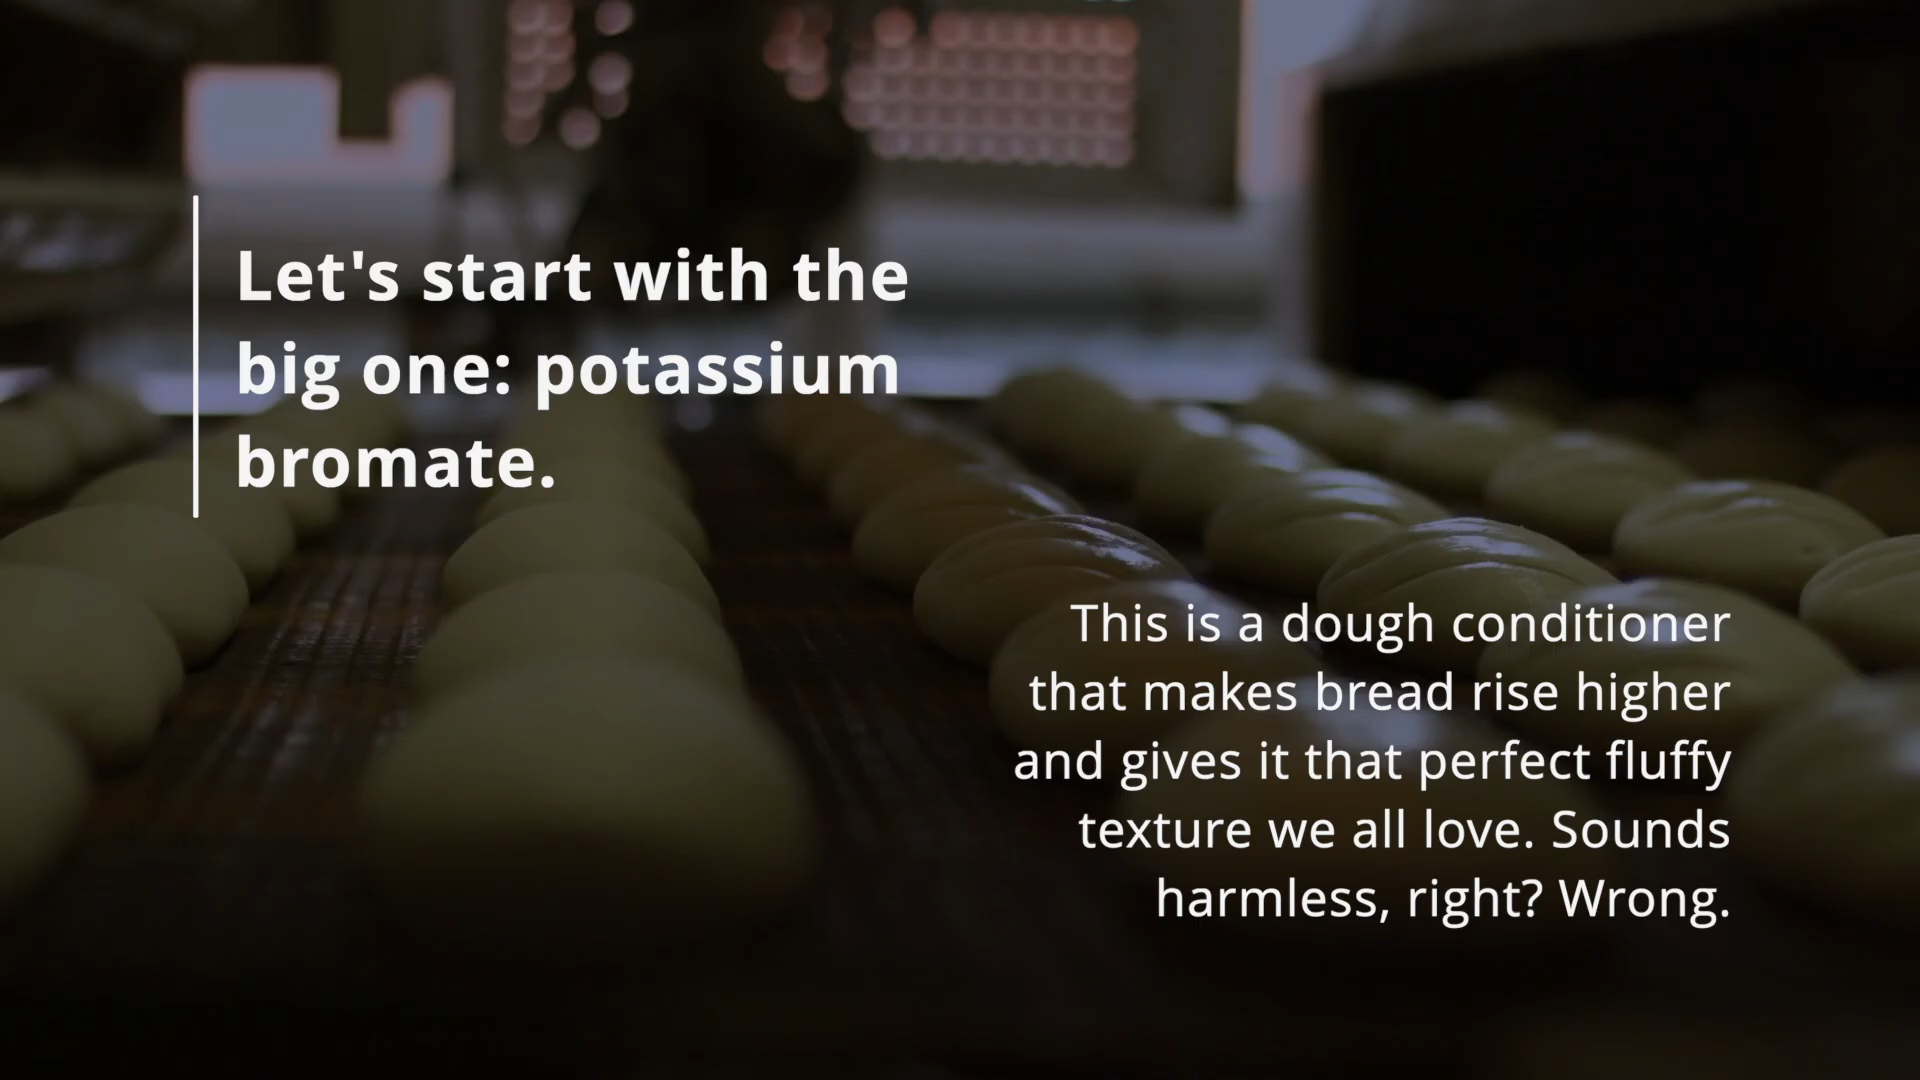 Let's start with the
big one: potassium
bromate.
This is a dough conditioner
that makes bread rise higher
and gives it that perfect fluffy
texture we all love. Sounds
harmless, right? Wrong.